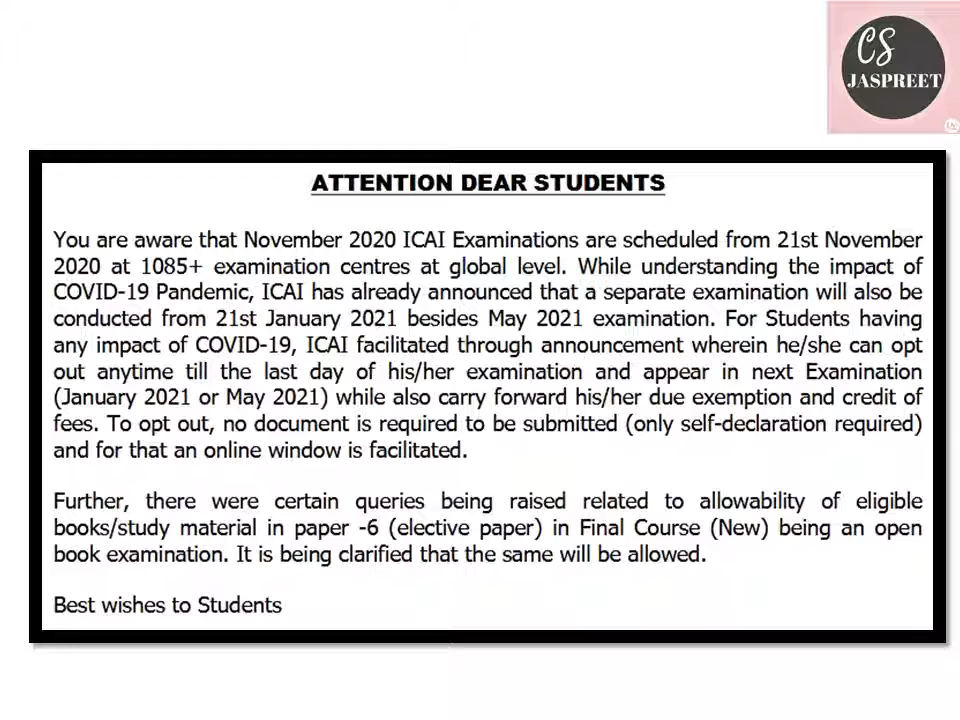 CS
JASPREET
ATTENTION DEAR STUDENTS
You are aware that November 2020 ICAI Examinations are scheduled from 21st November
2020 at 1085+ examination centres at global level. While understanding the impact of
COVID-19 Pandemic, ICAI has already announced that a separate examination will also be
conducted from 21st January 2021 besides May 2021 examination. For Students having
any impact of COVID-19, ICAI facilitated through announcement wherein he/she can opt
out anytime till the last day of his/her examination and appear in next Examination
(January 2021 or May 2021) while also carry forward his/her due exemption and credit of
fees. To opt out, no document is required to be submitted (only self-declaration required)
and for that an online window is facilitated.
Further, there were certain queries being raised related to allowability of eligible
books/study material in paper -6 (elective paper) in Final Course (New) being an open
book examination. It is being clarified that the same will be allowed.
Best wishes to Students